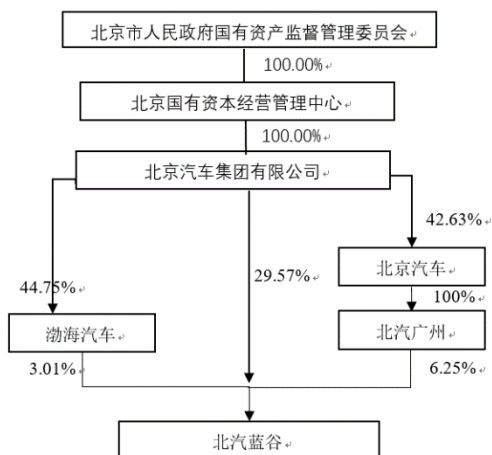 北京市人民政府国有资产监督管理委员会
100.00%
北京国有资本经营管理中心
100.00%
北京汽车集团有限公司
42.63%
29.57%
北京汽车
44.75%
100%
渤海汽车
北汽广州
3.01%
6.25%
北汽蓝谷